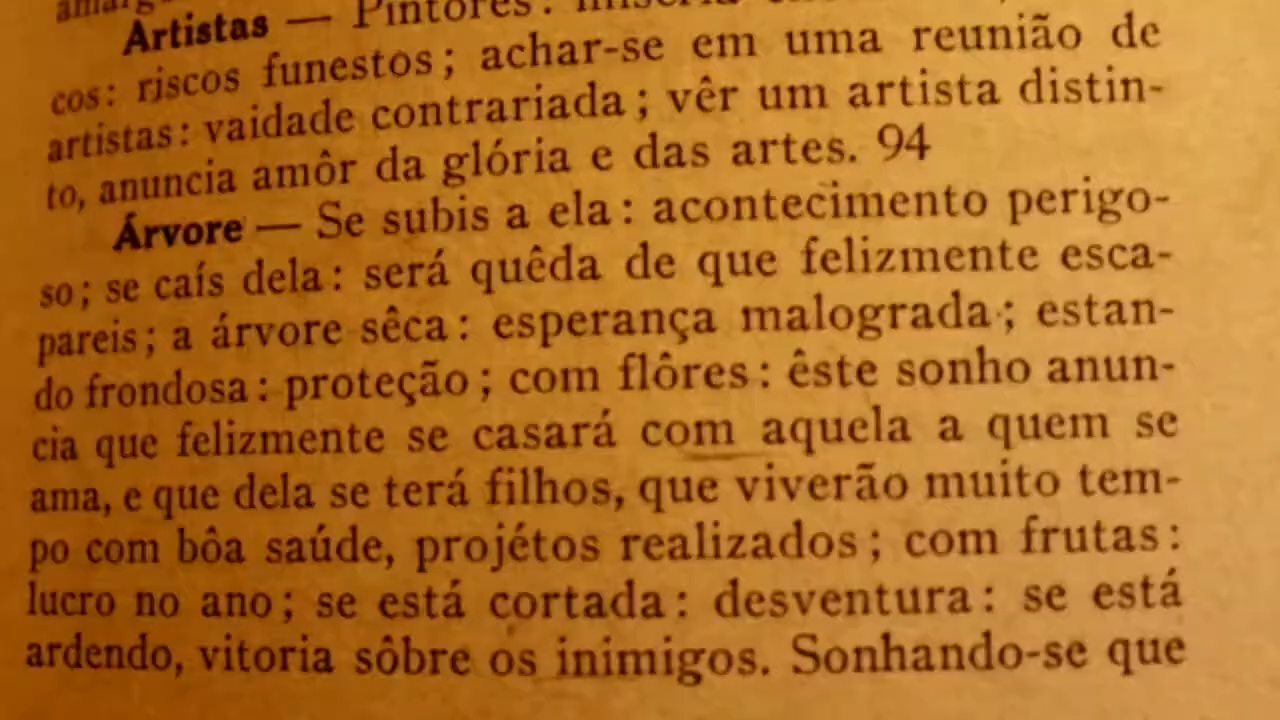 Artistas — Pintores:
cos: riscos funestos; achar-se em uma reunião de
artistas: vaidade contrariada; vêr um artista distin-
to, anuncia amôr da glória e das artes. 94
Árvore — Se subis a ela: acontecimento perigo-
so; se caís dela: será quêda de que felizmente esca-
pareis; a árvore sêca: esperança malograda; estan-
do frondosa: proteção; com flôres: êste sonho anun-
cia que felizmente se casará com aquela a quem se
ama, e que dela se terá filhos, que viverão muito tem-
po com bôa saúde, projétos realizados; com frutas:
lucro no ano; se está cortada: desventura: se está
ardendo, vitoria sôbre os inimigos. Sonhando-se que